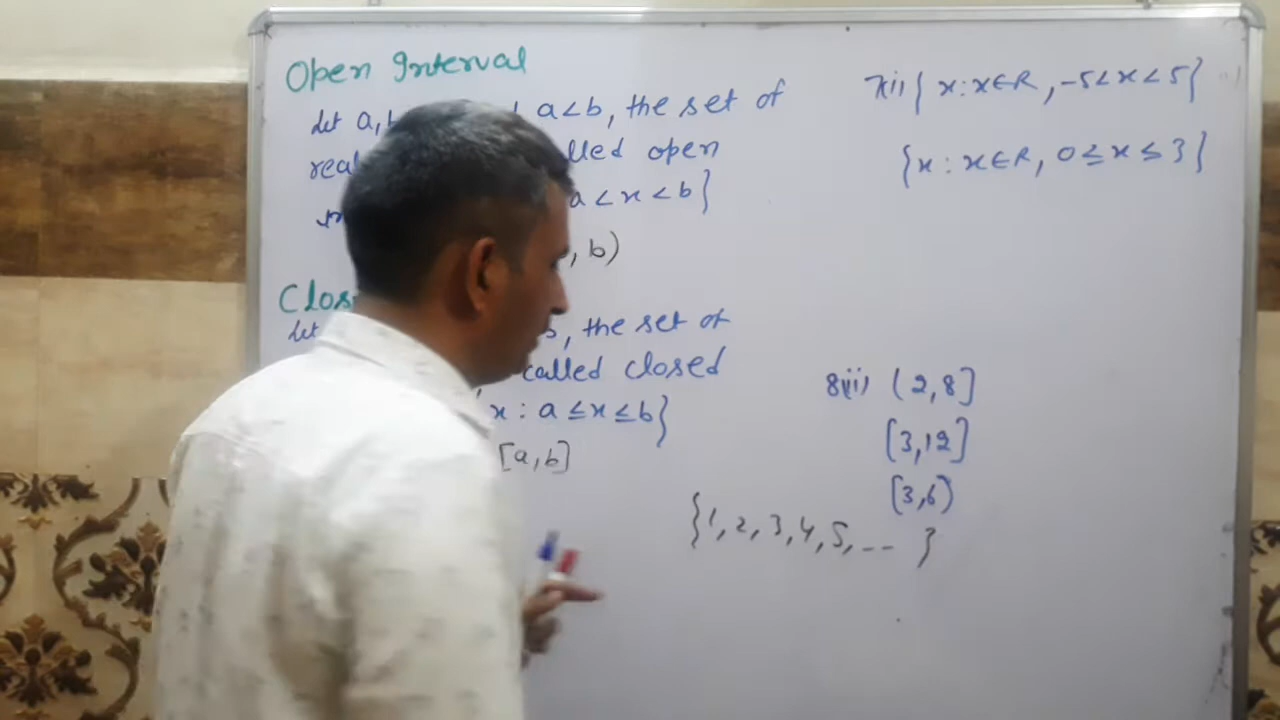 Open Interval
Let a, a<b, the set of
real called open
a < x < b}
, b)
Clos
Let , the set of
called closed
x : a ≤ x ≤ b}
[a, b]
7(ii) { x : x ∈ R , -5 < x < 5}
{x : x ∈ R, 0 ≤ x ≤ 3}
8(ii) (2, 8]
[3, 12]
[3, 6)
{1, 2, 3, 4, 5, --- }